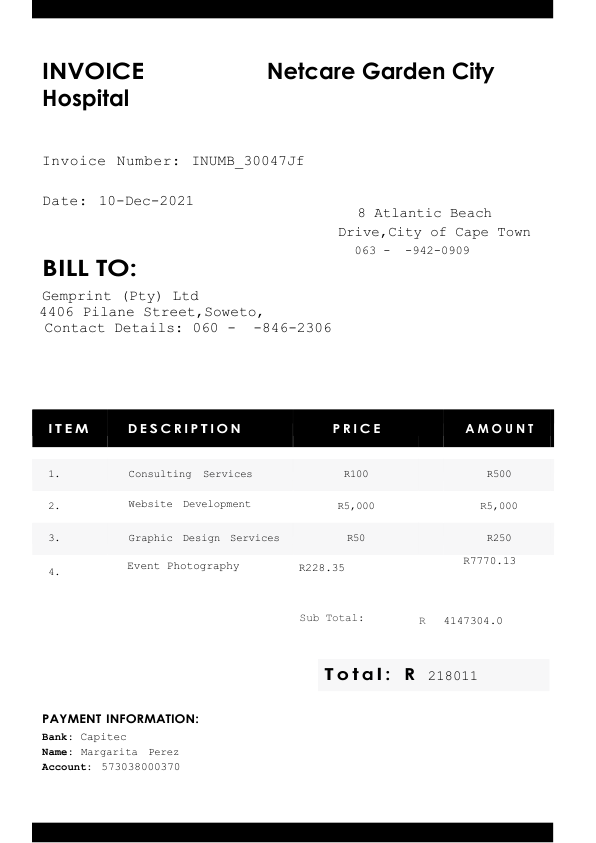 INVOICE Netcare Garden City
Hospital
Invoice Number: INUMB_30047Jf
Date: 10-Dec-2021
8 Atlantic Beach
Drive,City of Cape Town
063 - -942-0909
BILL TO:
Gemprint (Pty) Ltd
4406 Pilane Street,Soweto,
Contact Details: 060 - -846-2306
ITEM DESCRIPTION PRICE AMOUNT
1. Consulting Services R100 R500
2. Website Development R5,000 R5,000
3. Graphic Design Services R50 R250
4. Event Photography R228.35 R7770.13
Sub Total: R 4147304.0
Total: R 218011
PAYMENT INFORMATION:
Bank: Capitec
Name: Margarita Perez
Account: 573038000370